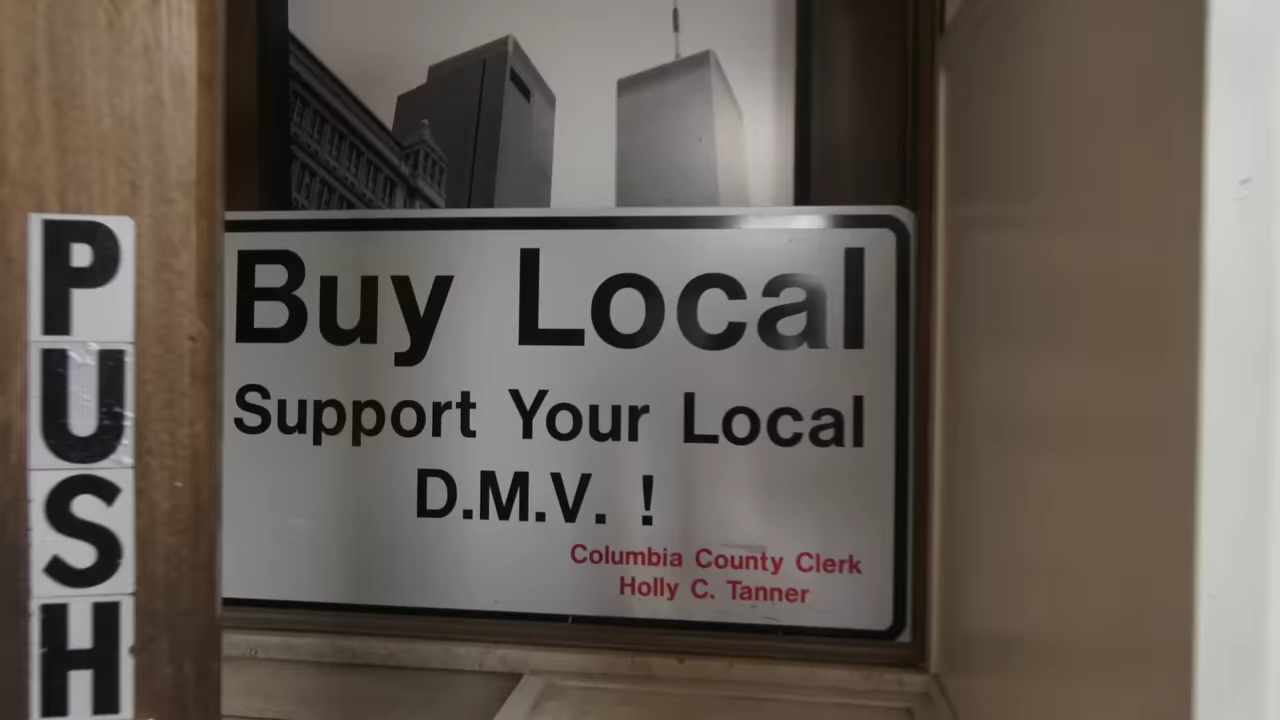 PUSH
Buy Local
Support Your Local
D.M.V. !
Columbia County Clerk
Holly C. Tanner